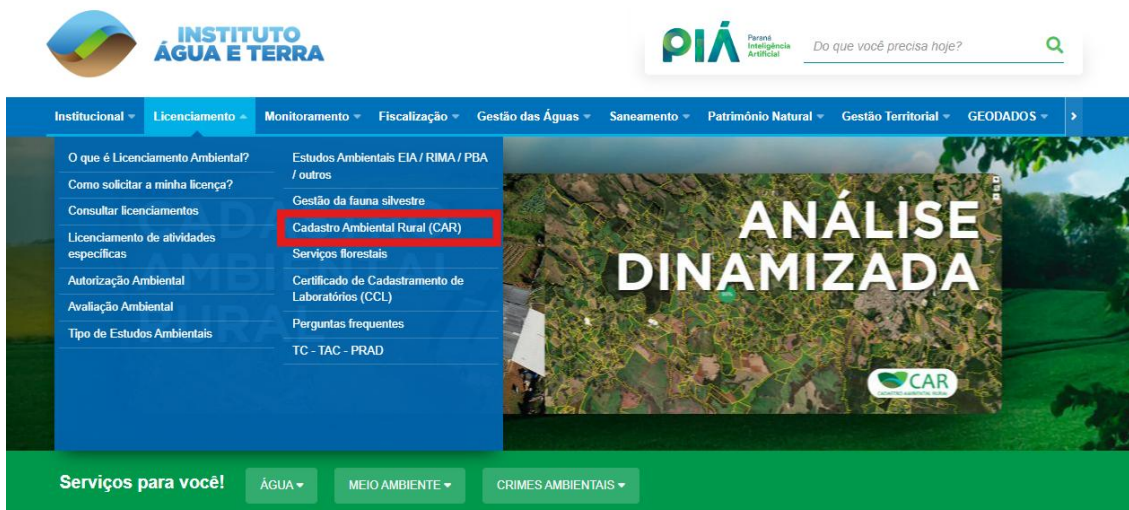 INSTITUTO
ÁGUA E TERRA
PIÁ
Paraná
Inteligência
Artificial
Do que você precisa hoje?
Institucional
Licenciamento
Monitoramento
Fiscalização
Gestão das Águas
Saneamento
Patrimônio Natural
Gestão Territorial
GEODADOS
O que é Licenciamento Ambiental?
Como solicitar a minha licença?
Consultar licenciamentos
Licenciamento de atividades
específicas
Autorização Ambiental
Avaliação Ambiental
Tipo de Estudos Ambientais
Estudos Ambientais EIA / RIMA / PBA
/ outros
Gestão da fauna silvestre
Cadastro Ambiental Rural (CAR)
Serviços florestais
Certificado de Cadastramento de
Laboratórios (CCL)
Perguntas frequentes
TC - TAC - PRAD
ANÁLISE
DINAMIZADA
CAR
CADASTRO AMBIENTAL RURAL
Serviços para você!
ÁGUA
MEIO AMBIENTE
CRIMES AMBIENTAIS